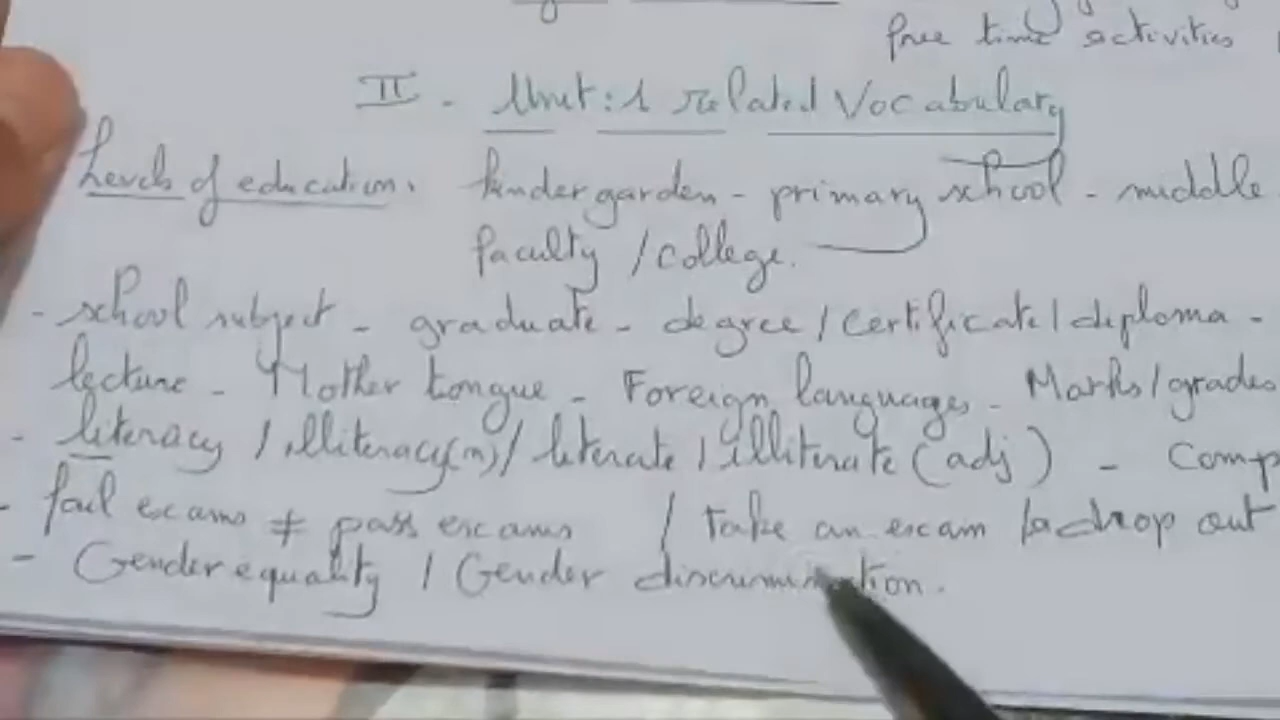 free time activities
II - Unit: 1 related Vocabulary
Levels of education. kindergarden - primary school - middle
faculty / college.
- school subject - graduate - degree / certificate / diploma -
lecture - Mother tongue - Foreign languages - Marks / grades
- literacy / illiteracy(n) / literate / illiterate (adj) - Comp
- fail exams ≠ pass exams / take an exam / a drop out
- Gender equality / Gender discrimination.